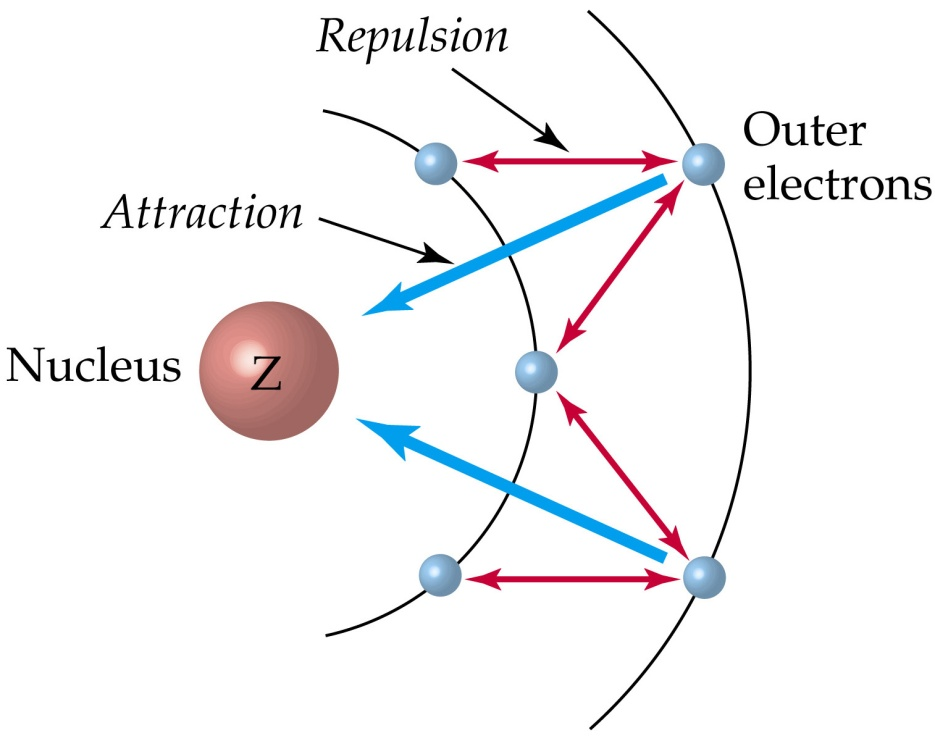 Repulsion
Outer
electrons
Attraction
Nucleus
Z